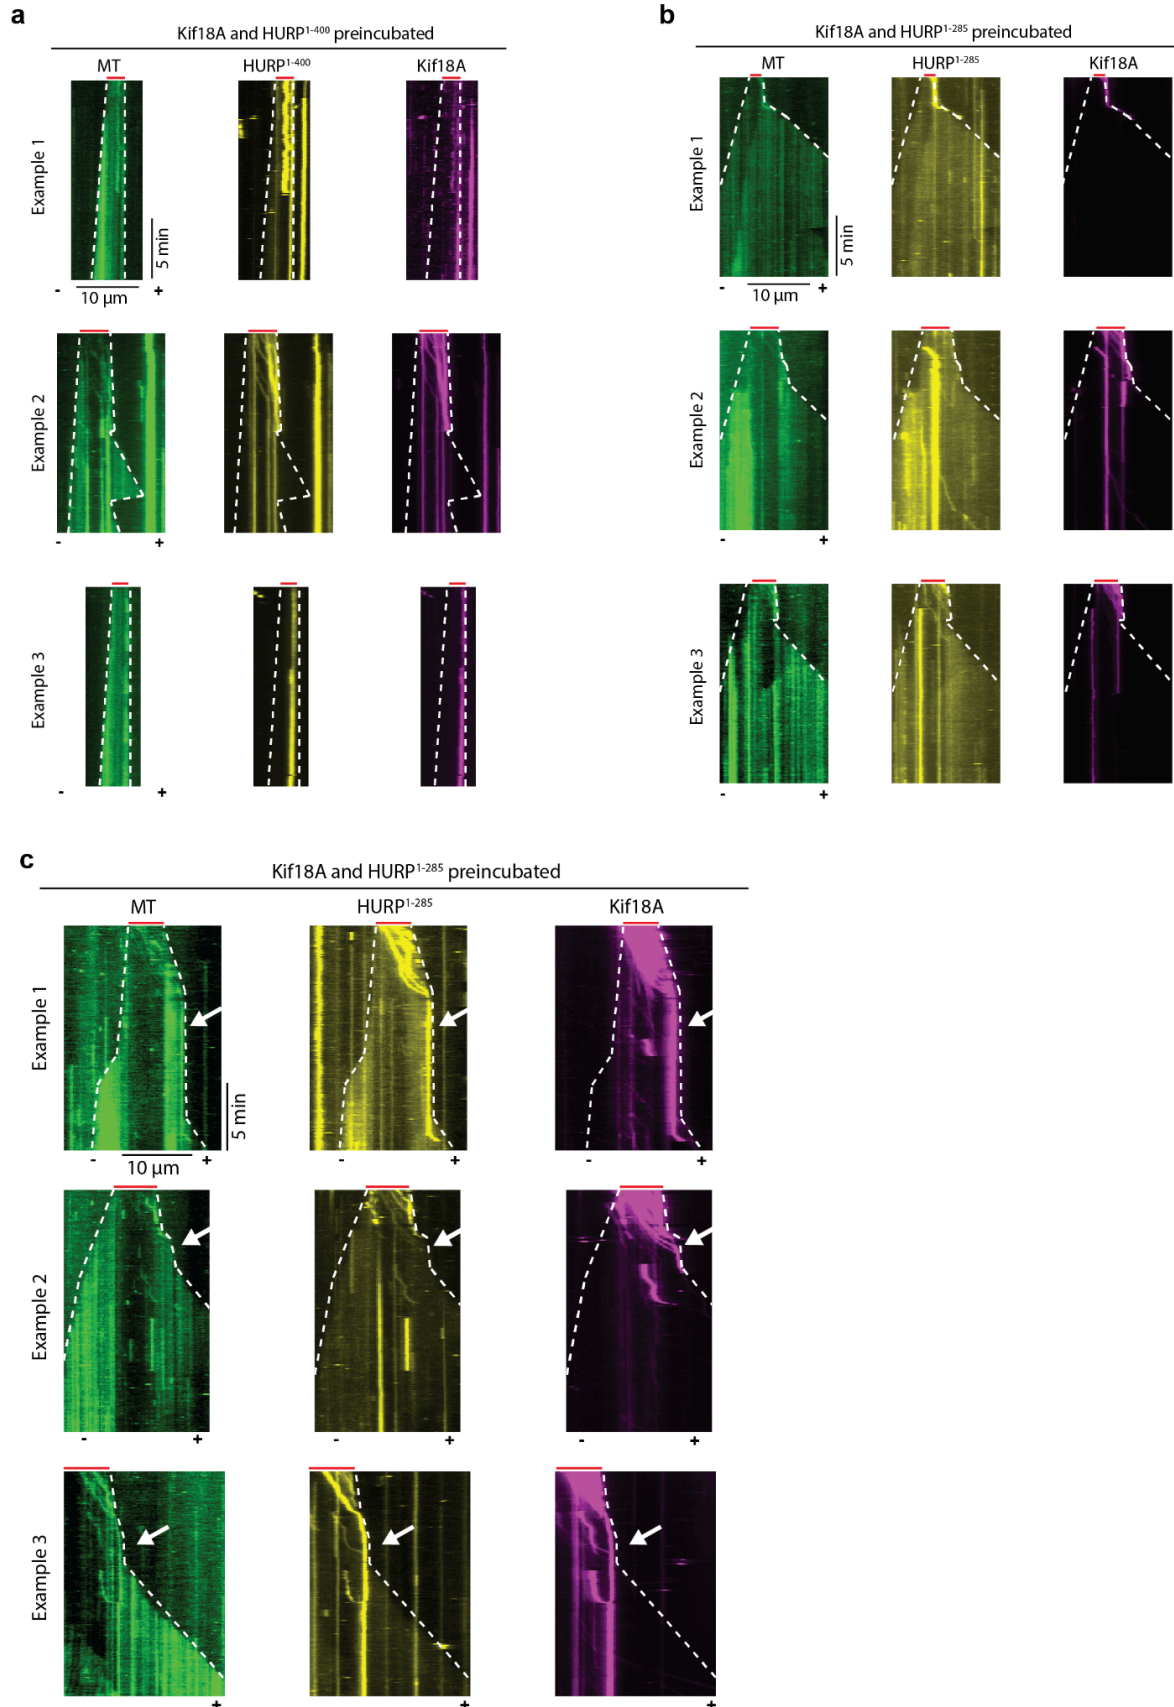 a
Kif18A and HURP¹⁻⁴⁰⁰ preincubated
MT HURP¹⁻⁴⁰⁰ Kif18A
Example 1
5 min
- 10 µm +
Example 2
- +
Example 3
- +
b
Kif18A and HURP¹⁻²⁸⁵ preincubated
MT HURP¹⁻²⁸⁵ Kif18A
Example 1
5 min
- 10 µm +
Example 2
- +
Example 3
- +
c
Kif18A and HURP¹⁻²⁸⁵ preincubated
MT HURP¹⁻²⁸⁵ Kif18A
Example 1
5 min
- 10 µm + - + - +
Example 2
- + - + - +
Example 3
+ + +